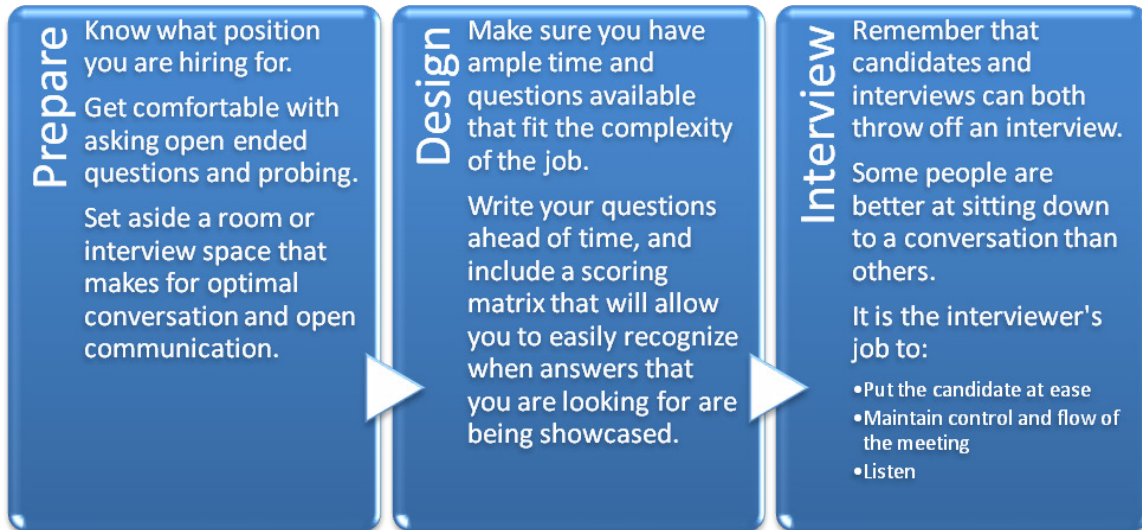 Prepare
Know what position
you are hiring for.
Get comfortable with
asking open ended
questions and probing.
Set aside a room or
interview space that
makes for optimal
conversation and open
communication.
Design
Make sure you have
ample time and
questions available
that fit the complexity
of the job.
Write your questions
ahead of time, and
include a scoring
matrix that will allow
you to easily recognize
when answers that
you are looking for are
being showcased.
Interview
Remember that
candidates and
interviews can both
throw off an interview.
Some people are
better at sitting down
to a conversation than
others.
It is the interviewer's
job to:
•Put the candidate at ease
•Maintain control and flow of
the meeting
•Listen